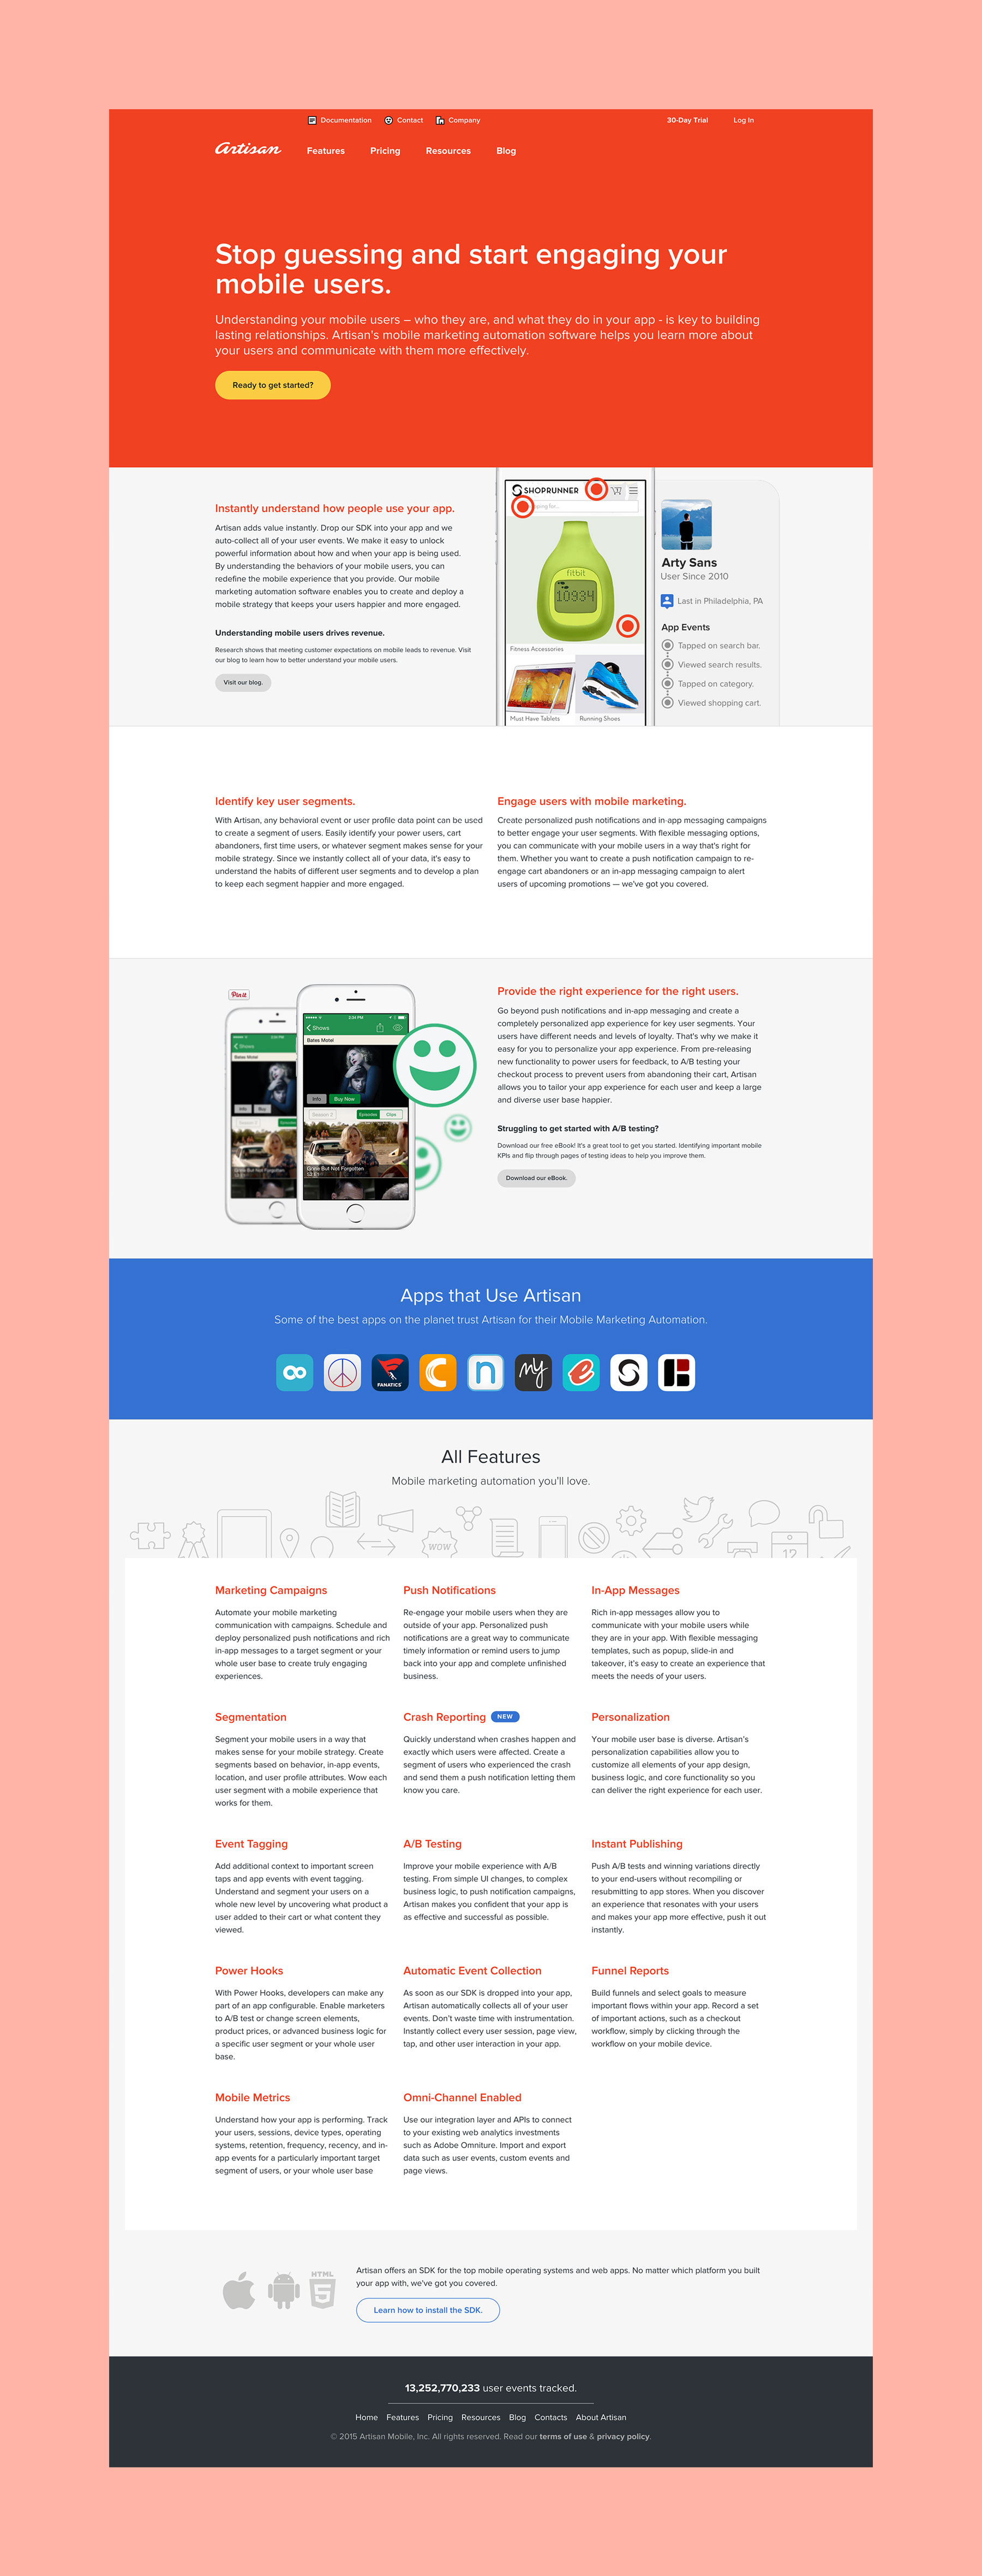 Documentation
Contact
Company
30-Day Trial
Log In
Artisan
Features
Pricing
Resources
Blog
Stop guessing and start engaging your
mobile users.
Understanding your mobile users – who they are, and what they do in your app - is key to building
lasting relationships. Artisan's mobile marketing automation software helps you learn more about
your users and communicate with them more effectively.
Ready to get started?
Instantly understand how people use your app.
Artisan adds value instantly. Drop our SDK into your app and we
auto-collect all of your user events. We make it easy to unlock
powerful information about how and when your app is being used.
By understanding the behaviors of your mobile users, you can
redefine the mobile experience that you provide. Our mobile
marketing automation software enables you to create and deploy a
mobile strategy that keeps your users happier and more engaged.
Understanding mobile users drives revenue.
Research shows that meeting customer expectations on mobile leads to revenue. Visit
our blog to learn how to better understand your mobile users.
Visit our blog.
SHOPRUNNER
fitbit
10934
Fitness Accessories
Must Have Tablets
Running Shoes
Arty Sans
User Since 2010
Last in Philadelphia, PA
App Events
Tapped on search bar.
Viewed search results.
Tapped on category.
Viewed shopping cart.
Identify key user segments.
With Artisan, any behavioral event or user profile data point can be used
to create a segment of users. Easily identify your power users, cart
abandoners, first time users, or whatever segment makes sense for your
mobile strategy. Since we instantly collect all of your data, it's easy to
understand the habits of different user segments and to develop a plan
to keep each segment happier and more engaged.
Engage users with mobile marketing.
Create personalized push notifications and in-app messaging campaigns
to better engage your user segments. With flexible messaging options,
you can communicate with your mobile users in a way that's right for
them. Whether you want to create a push notification campaign to re-
engage cart abandoners or an in-app messaging campaign to alert
users of upcoming promotions — we've got you covered.
Pin it
Shows
Bates Motel
Info
Buy
Season 2
Episodes
Shows
Bates Motel
Info
Buy Now
Season 2
Episodes
Clips
Gone But Not Forgotten
Provide the right experience for the right users.
Go beyond push notifications and in-app messaging and create a
completely personalized app experience for key user segments. Your
users have different needs and levels of loyalty. That's why we make it
easy for you to personalize your app experience. From pre-releasing
new functionality to power users for feedback, to A/B testing your
checkout process to prevent users from abandoning their cart, Artisan
allows you to tailor your app experience for each user and keep a large
and diverse user base happier.
Struggling to get started with A/B testing?
Download our free eBook! It's a great tool to get you started. Identifying important mobile
KPIs and flip through pages of testing ideas to help you improve them.
Download our eBook.
Apps that Use Artisan
Some of the best apps on the planet trust Artisan for their Mobile Marketing Automation.
FANATICS
n
my
e
All Features
Mobile marketing automation you'll love.
WOW
12
Marketing Campaigns
Automate your mobile marketing
communication with campaigns. Schedule and
deploy personalized push notifications and rich
in-app messages to a target segment or your
whole user base to create truly engaging
experiences.
Push Notifications
Re-engage your mobile users when they are
outside of your app. Personalized push
notifications are a great way to communicate
timely information or remind users to jump
back into your app and complete unfinished
business.
In-App Messages
Rich in-app messages allow you to
communicate with your mobile users while
they are in your app. With flexible messaging
templates, such as popup, slide-in and
takeover, it's easy to create an experience that
meets the needs of your users.
Segmentation
Segment your mobile users in a way that
makes sense for your mobile strategy. Create
segments based on behavior, in-app events,
location, and user profile attributes. Wow each
user segment with a mobile experience that
works for them.
Crash Reporting NEW
Quickly understand when crashes happen and
exactly which users were affected. Create a
segment of users who experienced the crash
and send them a push notification letting them
know you care.
Personalization
Your mobile user base is diverse. Artisan's
personalization capabilities allow you to
customize all elements of your app design,
business logic, and core functionality so you
can deliver the right experience for each user.
Event Tagging
Add additional context to important screen
taps and app events with event tagging.
Understand and segment your users on a
whole new level by uncovering what product a
user added to their cart or what content they
viewed.
A/B Testing
Improve your mobile experience with A/B
testing. From simple UI changes, to complex
business logic, to push notification campaigns,
Artisan makes you confident that your app is
as effective and successful as possible.
Instant Publishing
Push A/B tests and winning variations directly
to your end-users without recompiling or
resubmitting to app stores. When you discover
an experience that resonates with your users
and makes your app more effective, push it out
instantly.
Power Hooks
With Power Hooks, developers can make any
part of an app configurable. Enable marketers
to A/B test or change screen elements,
product prices, or advanced business logic for
a specific user segment or your whole user
base.
Automatic Event Collection
As soon as our SDK is dropped into your app,
Artisan automatically collects all of your user
events. Don't waste time with instrumentation.
Instantly collect every user session, page view,
tap, and other user interaction in your app.
Funnel Reports
Build funnels and select goals to measure
important flows within your app. Record a set
of important actions, such as a checkout
workflow, simply by clicking through the
workflow on your mobile device.
Mobile Metrics
Understand how your app is performing. Track
your users, sessions, device types, operating
systems, retention, frequency, recency, and in-
app events for a particularly important target
segment of users, or your whole user base
Omni-Channel Enabled
Use our integration layer and APIs to connect
to your existing web analytics investments
such as Adobe Omniture. Import and export
data such as user events, custom events and
page views.
HTML
5
Artisan offers an SDK for the top mobile operating systems and web apps. No matter which platform you built
your app with, we've got you covered.
Learn how to install the SDK.
13,252,770,233 user events tracked.
Home
Features
Pricing
Resources
Blog
Contacts
About Artisan
© 2015 Artisan Mobile, Inc. All rights reserved. Read our terms of use & privacy policy.